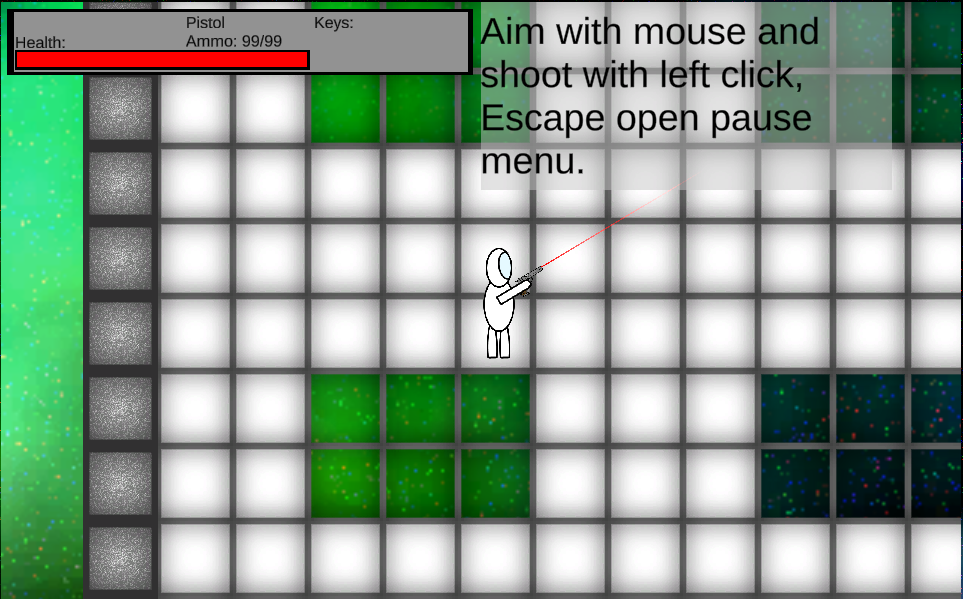 Pistol
Keys:
Health:
Ammo: 99/99
Aim with mouse and
shoot with left click,
Escape open pause
menu.